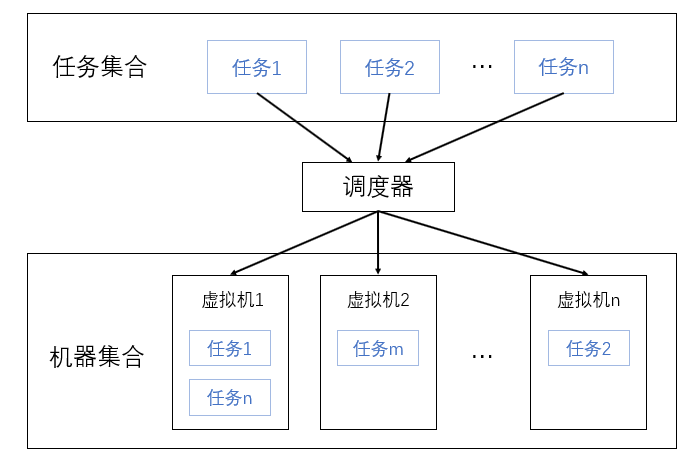 任务集合
任务1
任务2
…
任务n
调度器
机器集合
虚拟机1
任务1
任务n
虚拟机2
任务m
…
虚拟机n
任务2